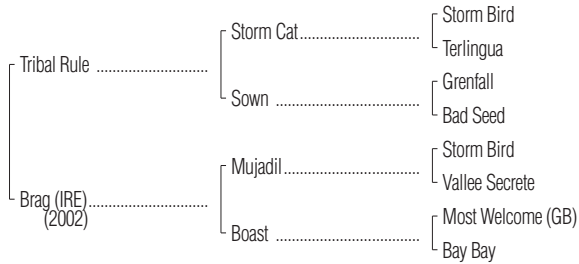 Storm Bird
Storm Cat
Terlingua
Tribal Rule
Grenfall
Sown
Bad Seed
Storm Bird
Mujadil
Vallee Secrete
Brag (IRE)
(2002)
Most Welcome (GB)
Boast
Bay Bay